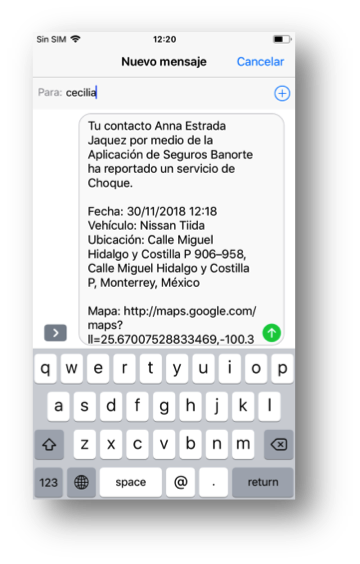 Sin SIM 12:20
Nuevo mensaje Cancelar
Para: cecilia
Tu contacto Anna Estrada
Jaquez por medio de la
Aplicación de Seguros Banorte
ha reportado un servicio de
Choque.
Fecha: 30/11/2018 12:18
Vehículo: Nissan Tiida
Ubicación: Calle Miguel
Hidalgo y Costilla P 906–958,
Calle Miguel Hidalgo y Costilla
P, Monterrey, México
Mapa: http://maps.google.com/
maps?
ll=25.67007528833469,-100.3
q w e r t y u i o p
a s d f g h j k l
z x c v b n m
123 space @ . return